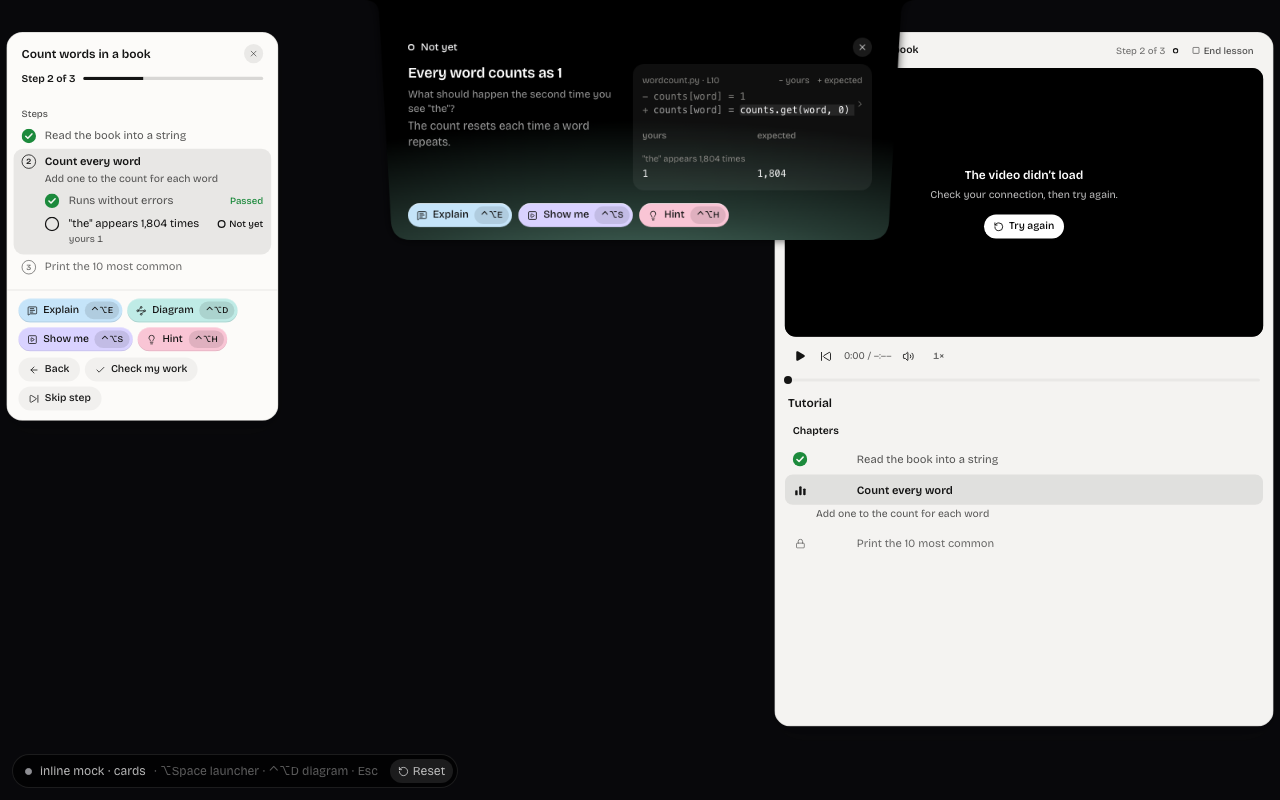 Count words in a book
Step 2 of 3
Steps
Read the book into a string
2 Count every word
Add one to the count for each word
Runs without errors Passed
"the" appears 1,804 times Not yet
yours 1
3 Print the 10 most common
Explain ⌃⌥E Diagram ⌃⌥D
Show me ⌃⌥S Hint ⌃⌥H
Back Check my work
Skip step
Not yet
Every word counts as 1
What should happen the second time you
see "the"?
The count resets each time a word
repeats.
wordcount.py · L10 − yours + expected
− counts[word] = 1
+ counts[word] = counts.get(word, 0)
yours expected
"the" appears 1,804 times
1 1,804
Explain ⌃⌥E Show me ⌃⌥S Hint ⌃⌥H
ook Step 2 of 3 End lesson
The video didn't load
Check your connection, then try again.
Try again
0:00 / –:–– 1×
Tutorial
Chapters
Read the book into a string
Count every word
Add one to the count for each word
Print the 10 most common
inline mock · cards · ⌥Space launcher · ⌃⌥D diagram · Esc Reset